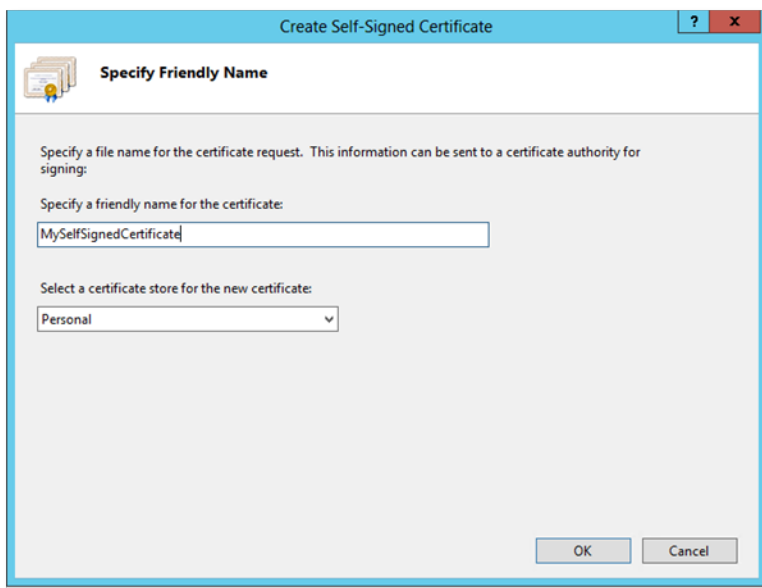 Create Self-Signed Certificate
? x
Specify Friendly Name
Specify a file name for the certificate request. This information can be sent to a certificate authority for
signing:
Specify a friendly name for the certificate:
MySelfSignedCertificate
Select a certificate store for the new certificate:
Personal
OK Cancel